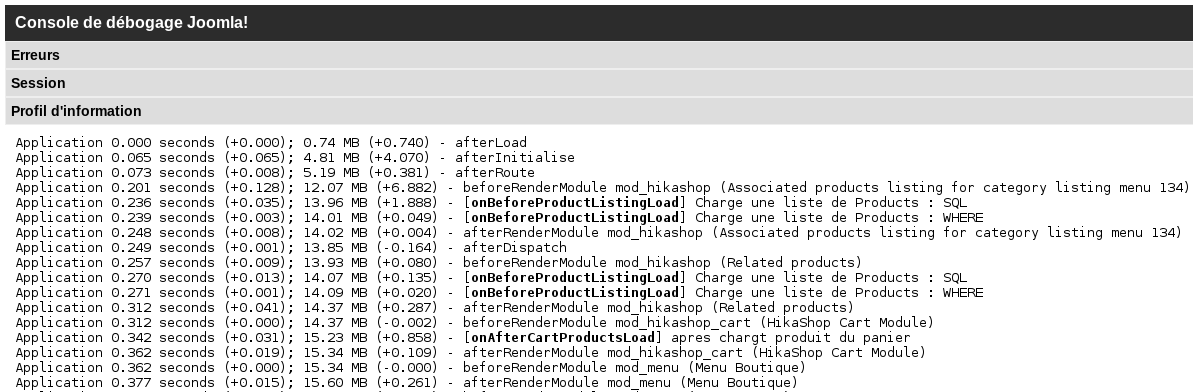 Console de débogage Joomla!
Erreurs
Session
Profil d'information
Application 0.000 seconds (+0.000); 0.74 MB (+0.740) - afterLoad
Application 0.065 seconds (+0.065); 4.81 MB (+4.070) - afterInitialise
Application 0.073 seconds (+0.008); 5.19 MB (+0.381) - afterRoute
Application 0.201 seconds (+0.128); 12.07 MB (+6.882) - beforeRenderModule mod_hikashop (Associated products listing for category listing menu 134)
Application 0.236 seconds (+0.035); 13.96 MB (+1.888) - [onBeforeProductListingLoad] Charge une liste de Products : SQL
Application 0.239 seconds (+0.003); 14.01 MB (+0.049) - [onBeforeProductListingLoad] Charge une liste de Products : WHERE
Application 0.248 seconds (+0.008); 14.02 MB (+0.004) - afterRenderModule mod_hikashop (Associated products listing for category listing menu 134)
Application 0.249 seconds (+0.001); 13.85 MB (-0.164) - afterDispatch
Application 0.257 seconds (+0.009); 13.93 MB (+0.080) - beforeRenderModule mod_hikashop (Related products)
Application 0.270 seconds (+0.013); 14.07 MB (+0.135) - [onBeforeProductListingLoad] Charge une liste de Products : SQL
Application 0.271 seconds (+0.001); 14.09 MB (+0.020) - [onBeforeProductListingLoad] Charge une liste de Products : WHERE
Application 0.312 seconds (+0.041); 14.37 MB (+0.287) - afterRenderModule mod_hikashop (Related products)
Application 0.312 seconds (+0.000); 14.37 MB (-0.002) - beforeRenderModule mod_hikashop_cart (HikaShop Cart Module)
Application 0.342 seconds (+0.031); 15.23 MB (+0.858) - [onAfterCartProductsLoad] apres chargt produit du panier
Application 0.362 seconds (+0.019); 15.34 MB (+0.109) - afterRenderModule mod_hikashop_cart (HikaShop Cart Module)
Application 0.362 seconds (+0.000); 15.34 MB (-0.000) - beforeRenderModule mod_menu (Menu Boutique)
Application 0.377 seconds (+0.015); 15.60 MB (+0.261) - afterRenderModule mod_menu (Menu Boutique)